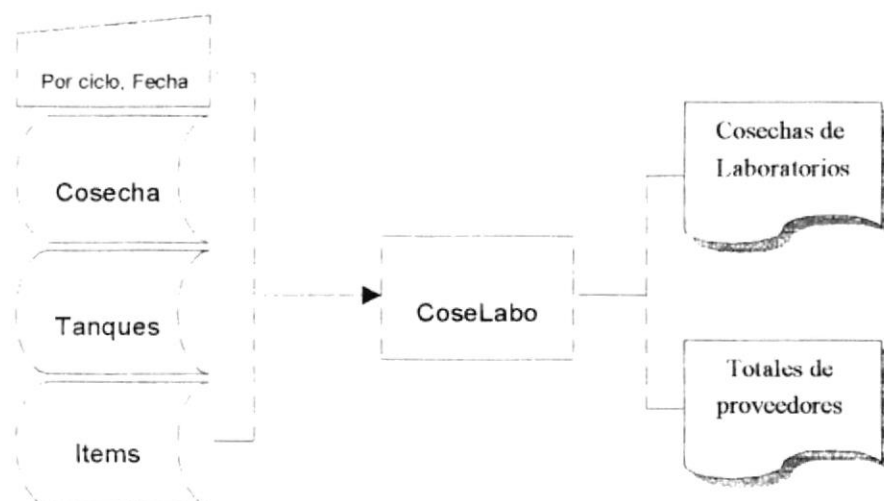 Por ciclo, Fecha
Cosecha
Tanques
Items
CoseLabo
Cosechas de
Laboratorios
Totales de
proveedores